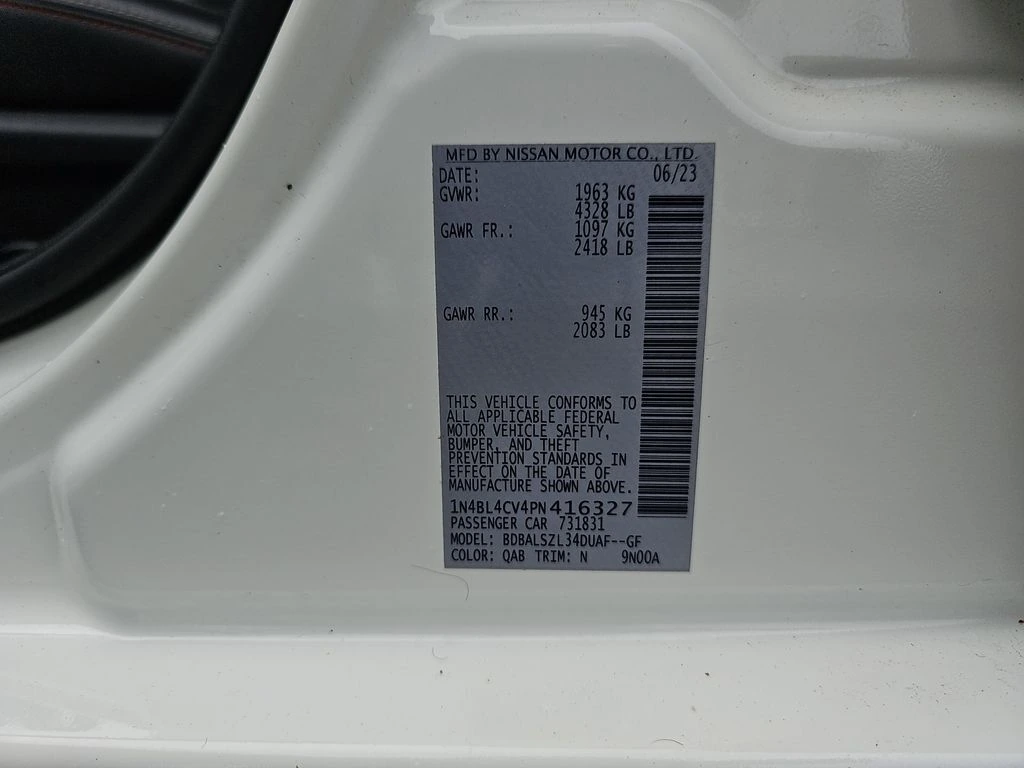 MFD BY NISSAN MOTOR CO., LTD.
DATE: 06/23
GVWR: 1963 KG
4328 LB
GAWR FR.: 1097 KG
2418 LB
GAWR RR.: 945 KG
2083 LB
THIS VEHICLE CONFORMS TO
ALL APPLICABLE FEDERAL
MOTOR VEHICLE SAFETY,
BUMPER, AND THEFT
PREVENTION STANDARDS IN
EFFECT ON THE DATE OF
MANUFACTURE SHOWN ABOVE.
1N4BL4CV4PN416327
PASSENGER CAR 731831
MODEL: BDBALSZL34DUAF--GF
COLOR: QAB TRIM: N 9N00A